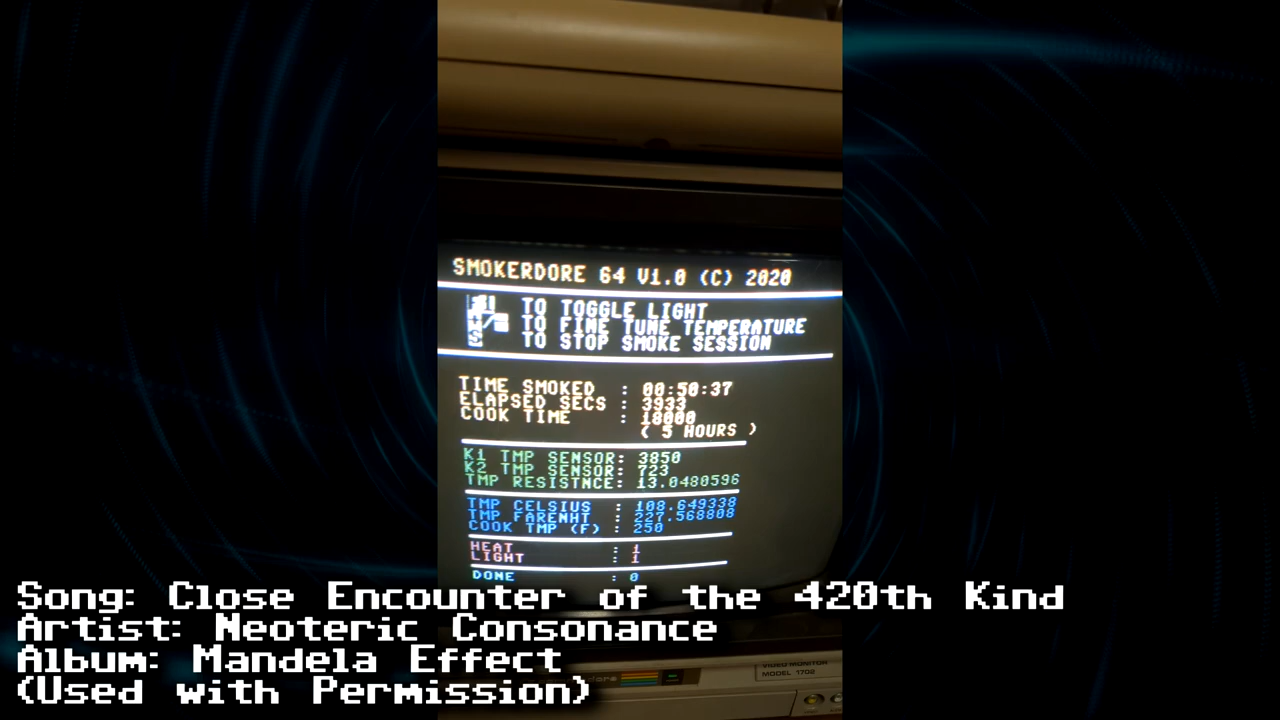 SMOKERDORE 64 V1.0 (C) 2020
TO TOGGLE LIGHT
TO FINE TUNE TEMPERATURE
TO STOP SMOKE SESSION
TIME SMOKED : 00:50:37
ELAPSED SECS : 3933
COOK TIME : 18000
( 5 HOURS )
K1 TMP SENSOR: 3850
K2 TMP SENSOR: 723
TMP RESISTNCE: 13.0480596
TMP CELSIUS : 108.649338
TMP FARENHT : 227.568808
COOK TMP (F) : 250
HEAT : 1
LIGHT : 1
DONE : 0
Song: Close Encounter of the 420th Kind
Artist: Neoteric Consonance
Album: Mandela Effect
(Used with Permission)
VIDEO MONITOR
MODEL 1702